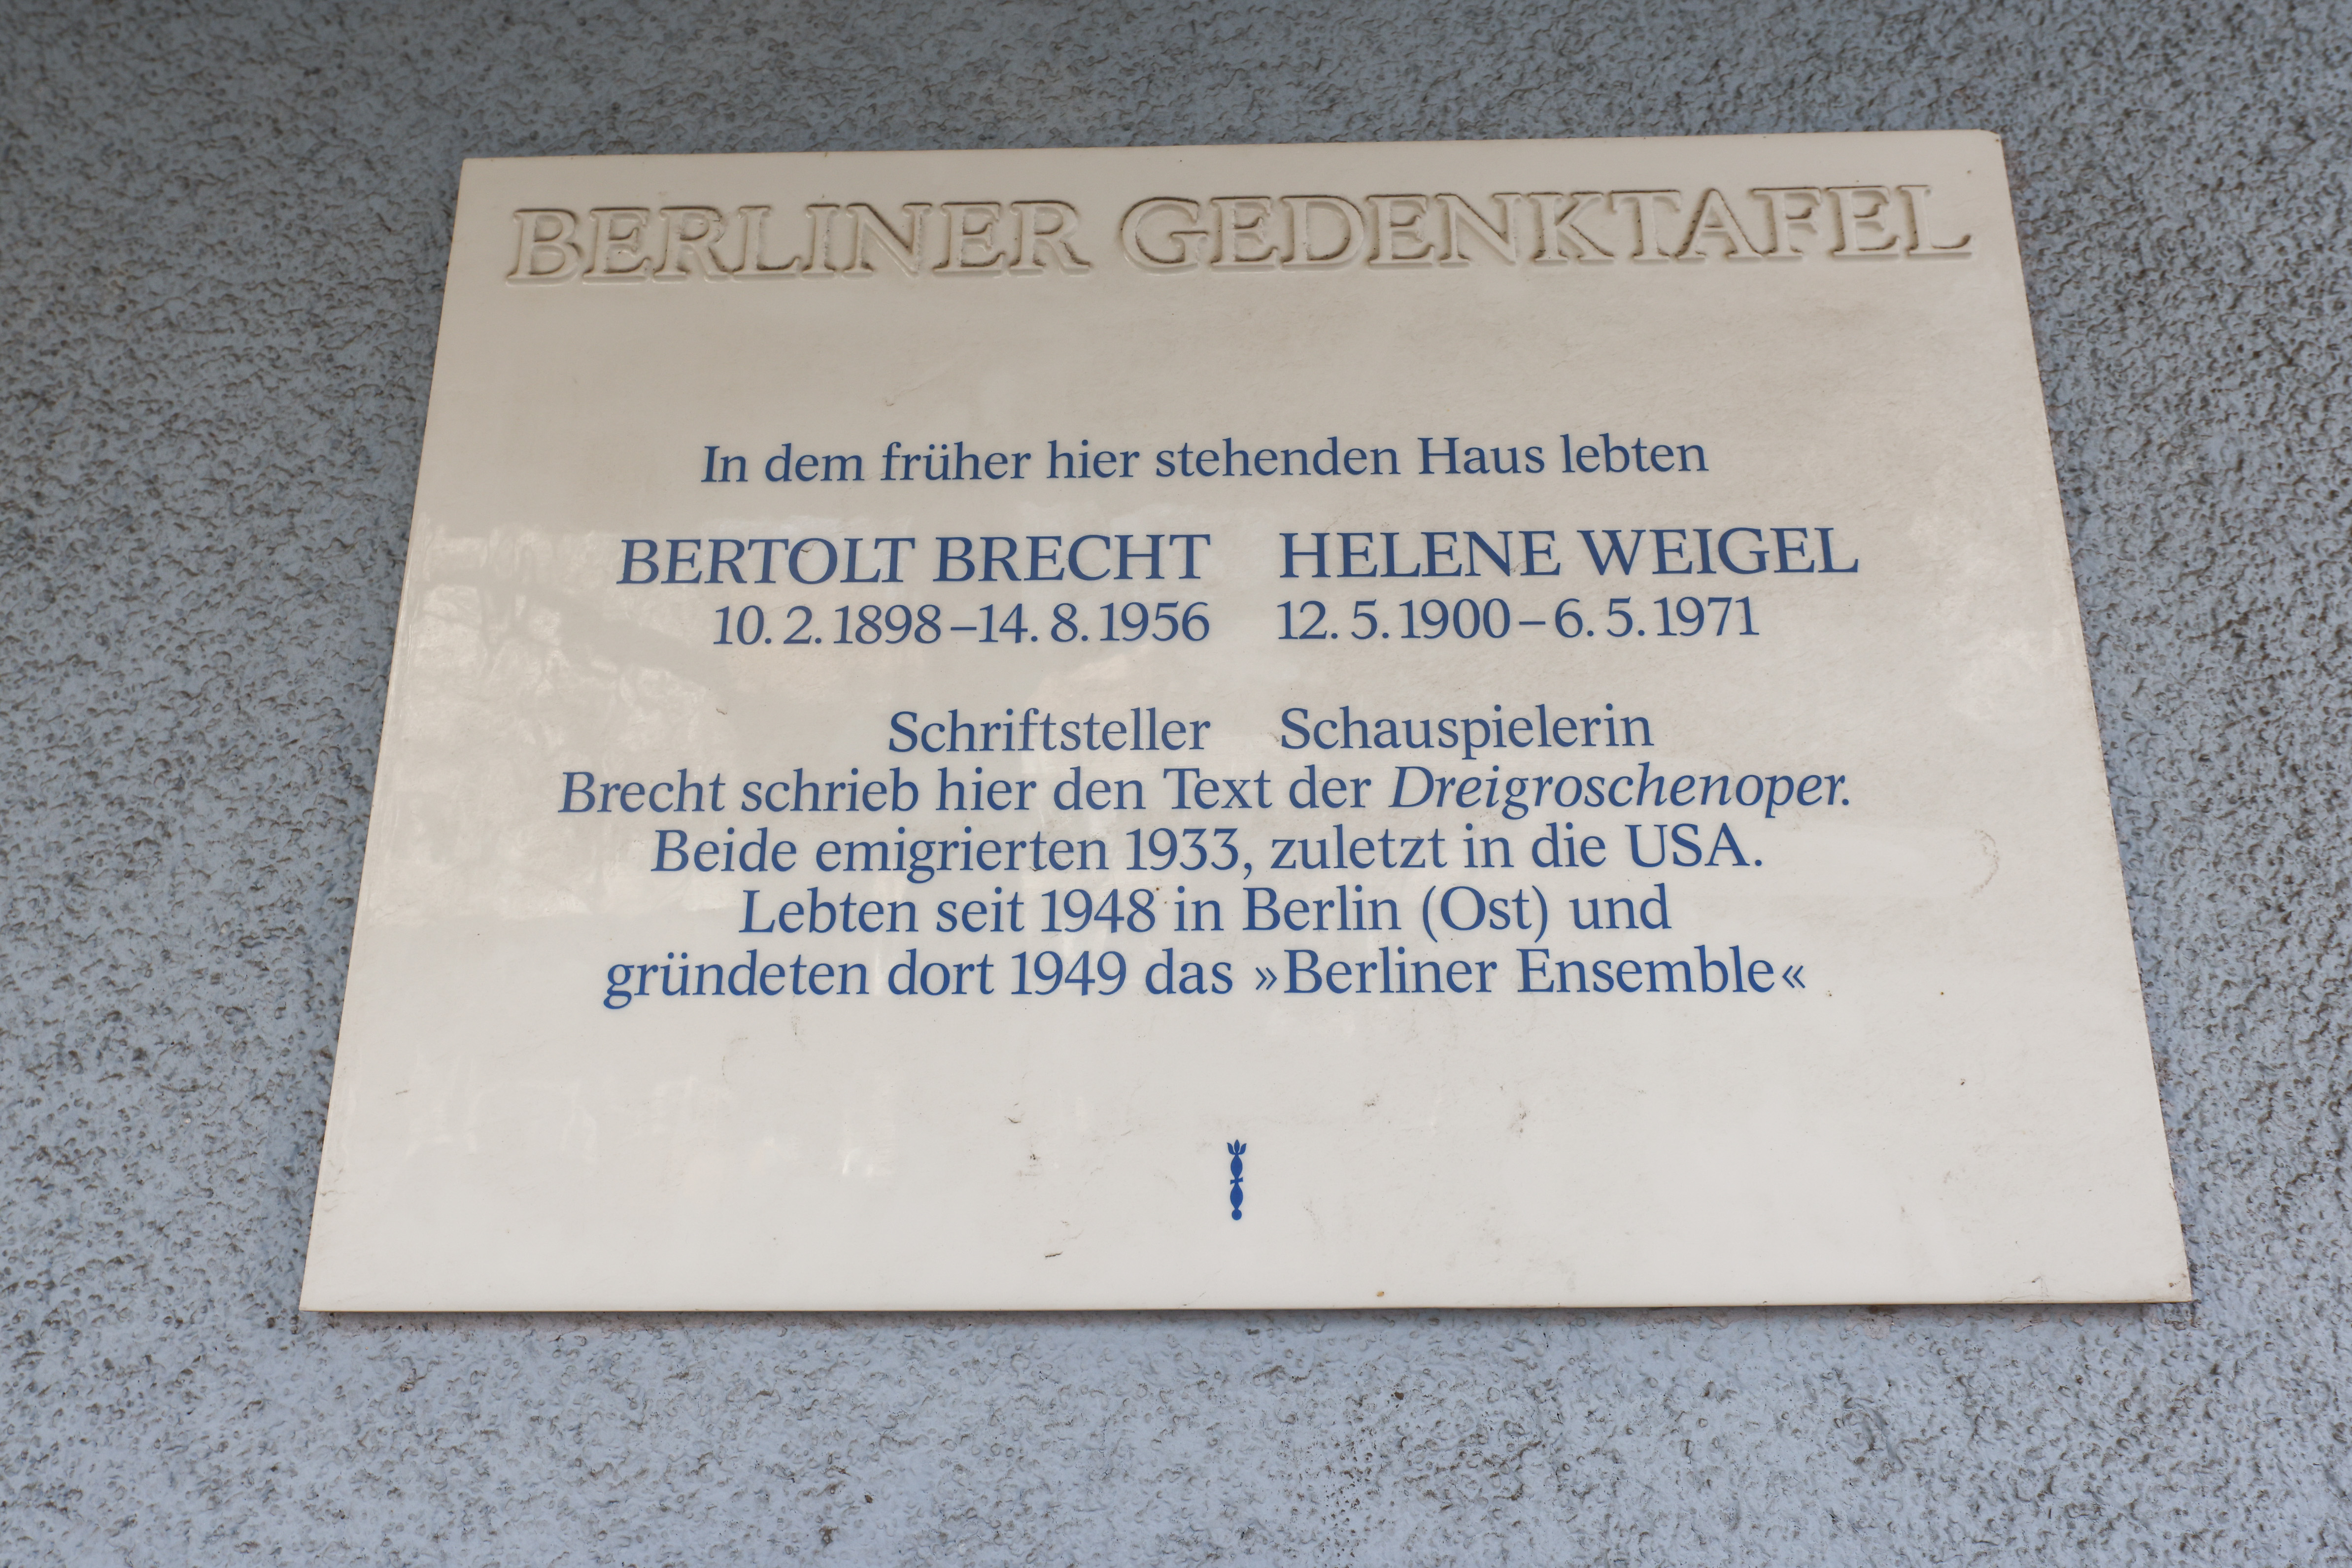 BERLINER GEDENKTAFEL
In dem früher hier stehenden Haus lebten
BERTOLT BRECHT HELENE WEIGEL
10. 2. 1898 – 14. 8. 1956 12. 5. 1900 – 6. 5. 1971
Schriftsteller Schauspielerin
Brecht schrieb hier den Text der Dreigroschenoper.
Beide emigrierten 1933, zuletzt in die USA.
Lebten seit 1948 in Berlin (Ost) und
gründeten dort 1949 das »Berliner Ensemble«